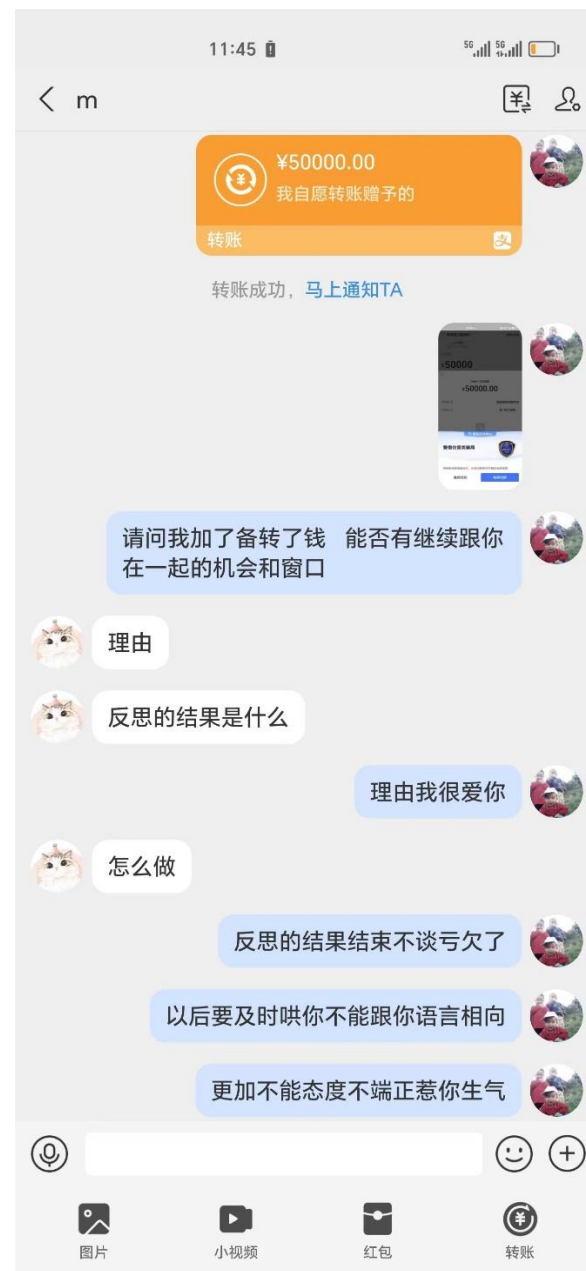 11:45
5G
5G
m
¥50000.00
我自愿转账赠予的
转账
支
转账成功，马上通知TA
¥50000
¥50000.00
请问我加了备转了钱 能否有继续跟你
在一起的机会和窗口
理由
反思的结果是什么
理由我很爱你
怎么做
反思的结果结束不谈亏欠了
以后要及时哄你不能跟你语言相向
更加不能态度不端正惹你生气
图片
小视频
红包
转账